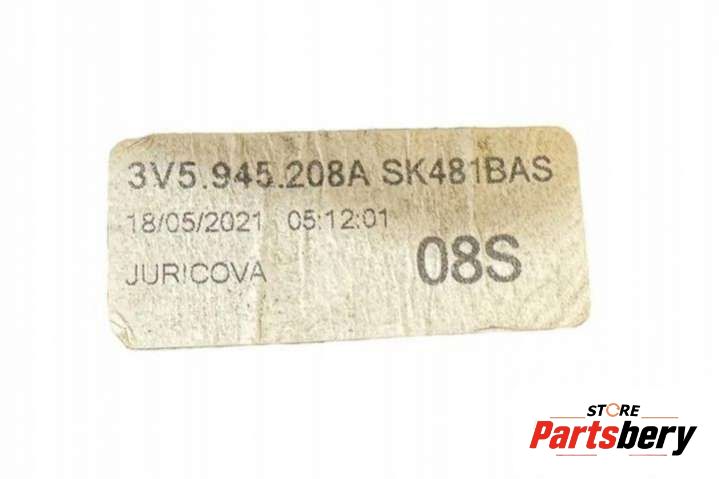 3V5.945.208A SK481BAS
18/05/2021 05:12:01
JURICOVA
08S
STORE
Partsbery